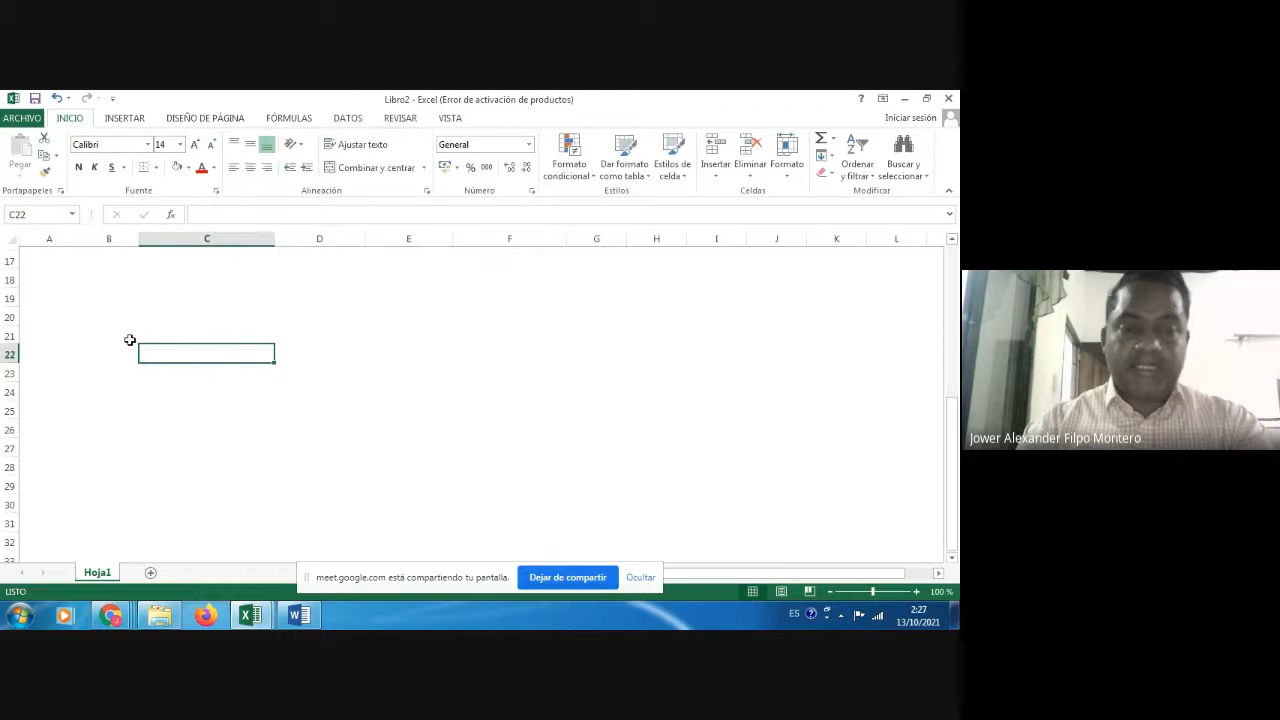 Libro2 - Excel (Error de activación de productos)
ARCHIVO INICIO INSERTAR DISEÑO DE PÁGINA FÓRMULAS DATOS REVISAR VISTA Iniciar sesión
Pegar
Portapapeles
Calibri 14
N K S
Fuente
Ajustar texto
Combinar y centrar
Alineación
General
% 000
Número
Formato condicional
Dar formato como tabla
Estilos de celda
Estilos
Insertar Eliminar Formato
Celdas
Ordenar y filtrar
Buscar y seleccionar
Modificar
C22 fx
A B C D E F G H I J K L
17
18
19
20
21
22
23
24
25
26
27
28
29
30
31
32
33
Hoja1
meet.google.com está compartiendo tu pantalla. Dejar de compartir Ocultar
LISTO 100 %
ES 2:27
13/10/2021
Jower Alexander Filpo Montero